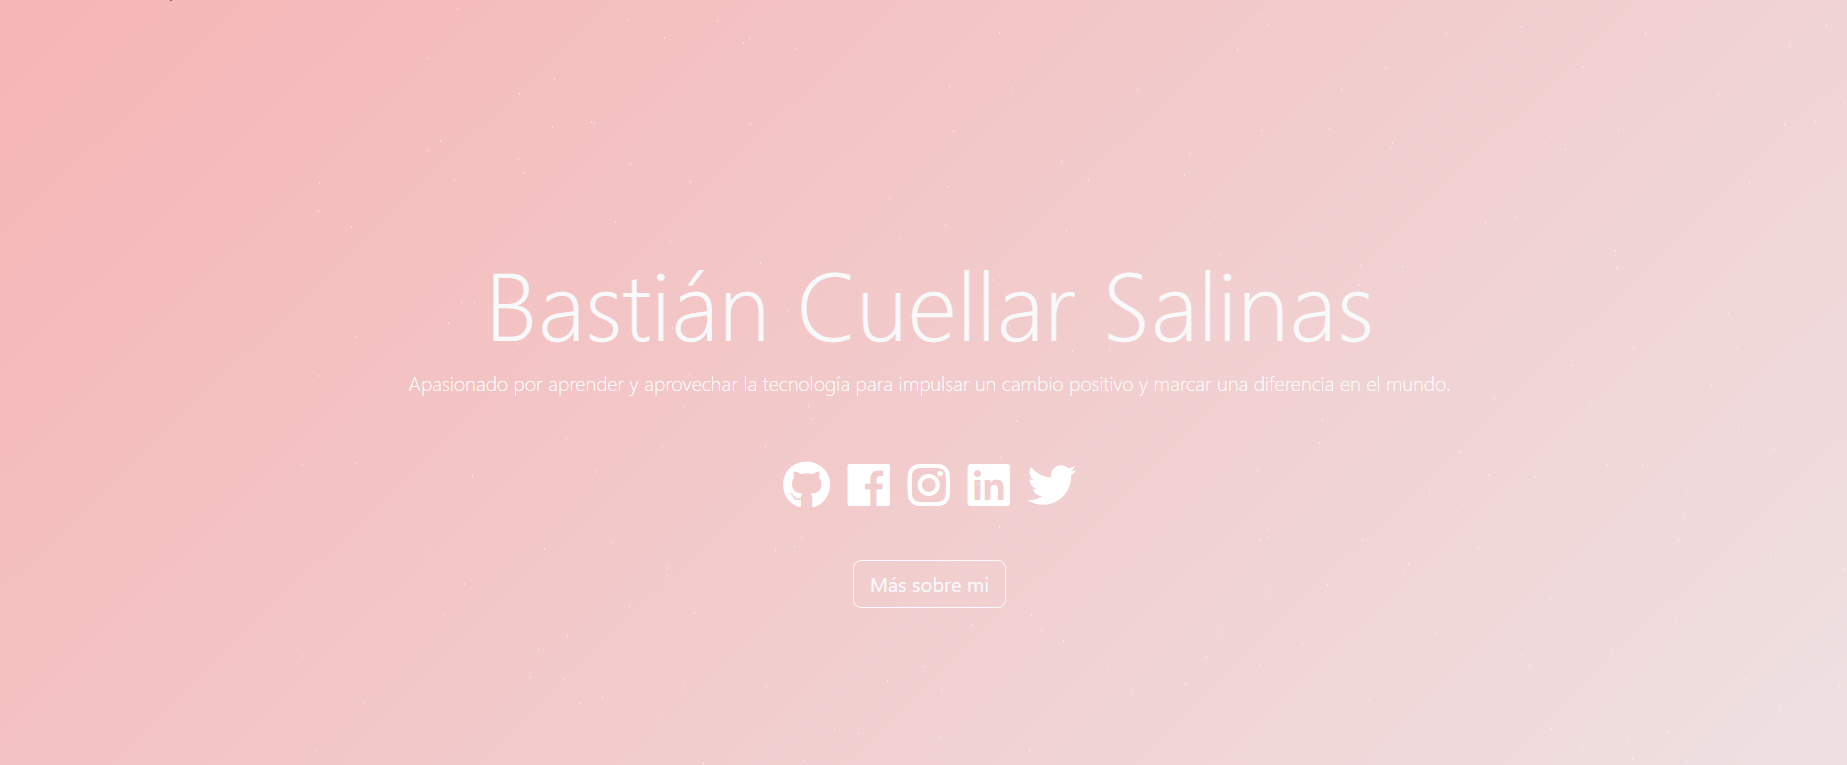 Bastián Cuellar Salinas
Apasionado por aprender y aprovechar la tecnología para impulsar un cambio positivo y marcar una diferencia en el mundo.
in
Más sobre mi